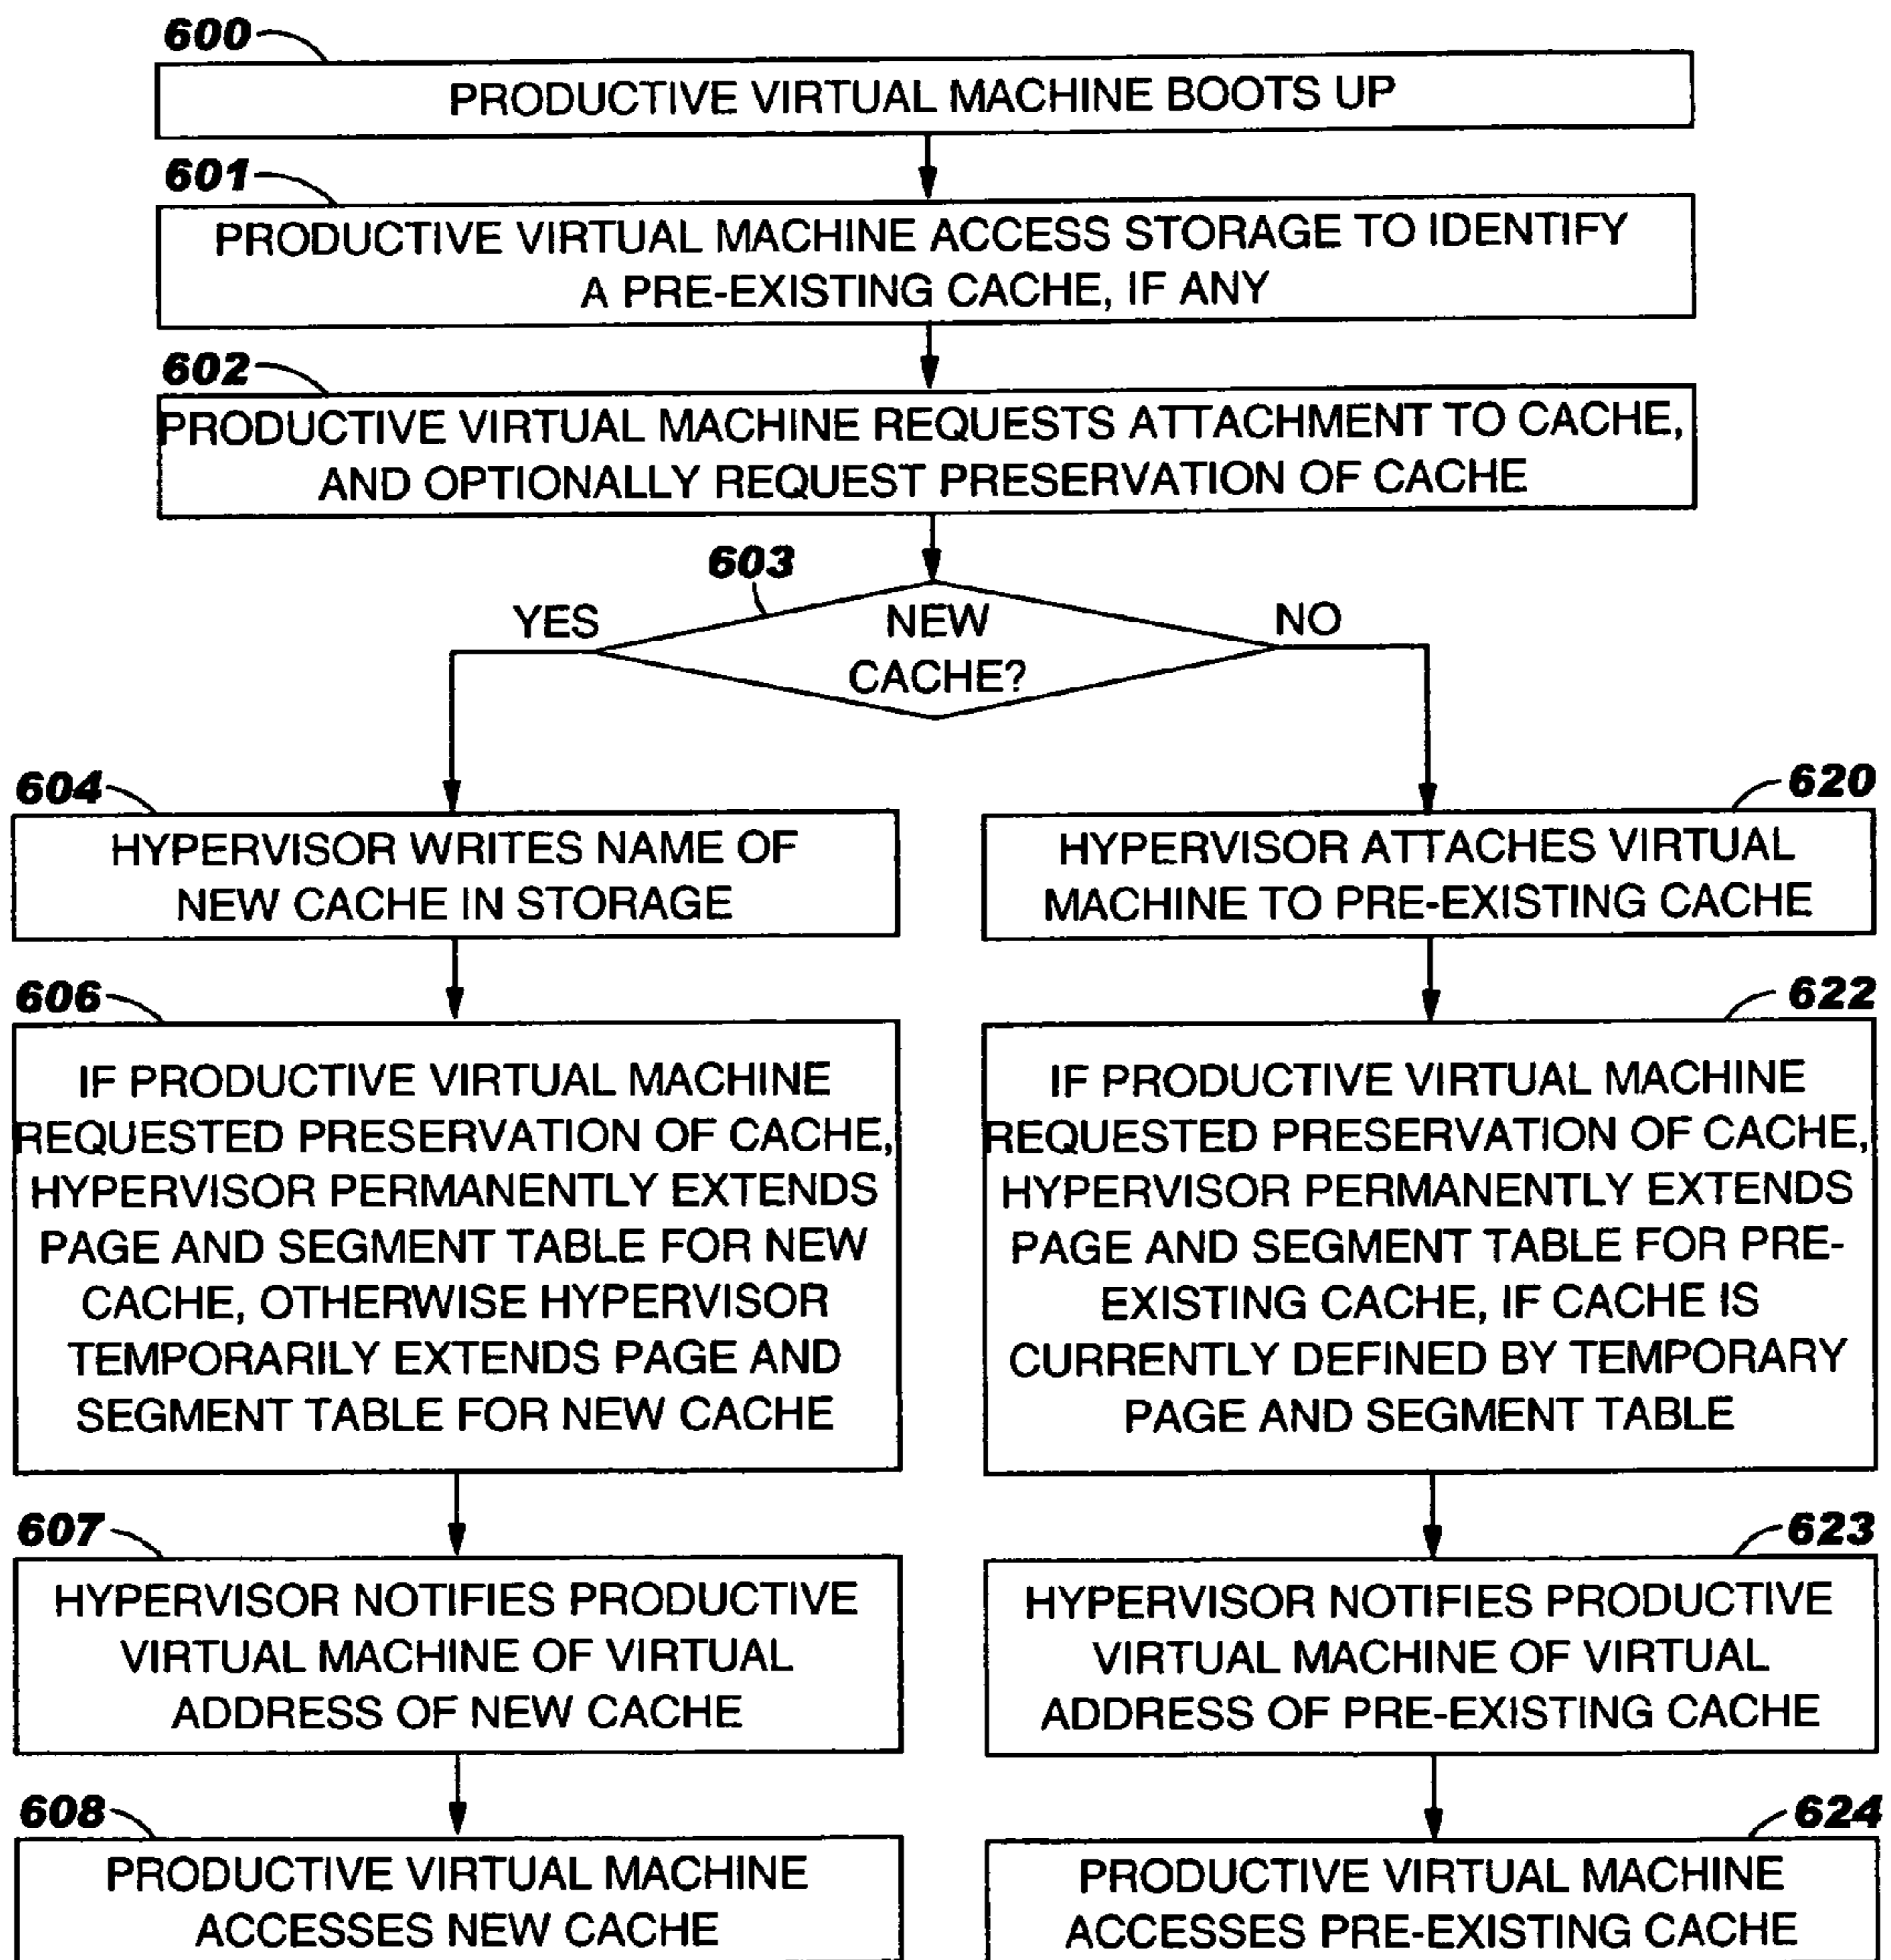 600
PRODUCTIVE VIRTUAL MACHINE BOOTS UP
601
PRODUCTIVE VIRTUAL MACHINE ACCESS STORAGE TO IDENTIFY
A PRE-EXISTING CACHE, IF ANY
602
PRODUCTIVE VIRTUAL MACHINE REQUESTS ATTACHMENT TO CACHE,
AND OPTIONALLY REQUEST PRESERVATION OF CACHE
603
YES
NEW
CACHE?
NO
604
HYPERVISOR WRITES NAME OF
NEW CACHE IN STORAGE
606
IF PRODUCTIVE VIRTUAL MACHINE
REQUESTED PRESERVATION OF CACHE,
HYPERVISOR PERMANENTLY EXTENDS
PAGE AND SEGMENT TABLE FOR NEW
CACHE, OTHERWISE HYPERVISOR
TEMPORARILY EXTENDS PAGE AND
SEGMENT TABLE FOR NEW CACHE
607
HYPERVISOR NOTIFIES PRODUCTIVE
VIRTUAL MACHINE OF VIRTUAL
ADDRESS OF NEW CACHE
608
PRODUCTIVE VIRTUAL MACHINE
ACCESSES NEW CACHE
620
HYPERVISOR ATTACHES VIRTUAL
MACHINE TO PRE-EXISTING CACHE
622
IF PRODUCTIVE VIRTUAL MACHINE
REQUESTED PRESERVATION OF CACHE,
HYPERVISOR PERMANENTLY EXTENDS
PAGE AND SEGMENT TABLE FOR PRE-
EXISTING CACHE, IF CACHE IS
CURRENTLY DEFINED BY TEMPORARY
PAGE AND SEGMENT TABLE
623
HYPERVISOR NOTIFIES PRODUCTIVE
VIRTUAL MACHINE OF VIRTUAL
ADDRESS OF PRE-EXISTING CACHE
624
PRODUCTIVE VIRTUAL MACHINE
ACCESSES PRE-EXISTING CACHE